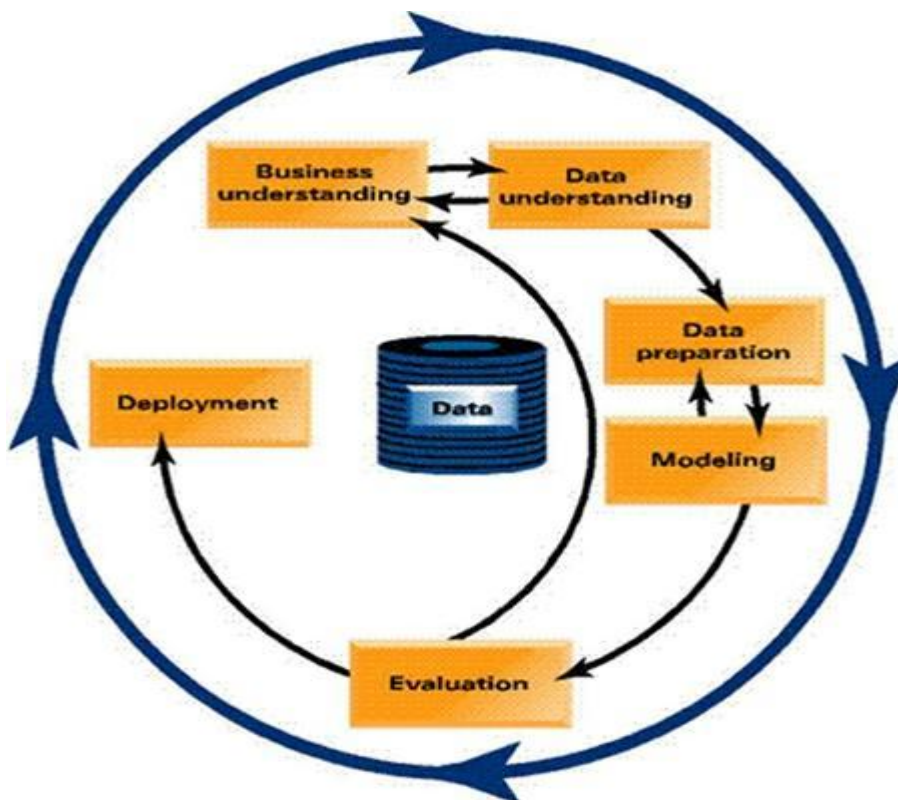 Business
understanding
Data
understanding
Data
preparation
Deployment
Data
Modeling
Evaluation